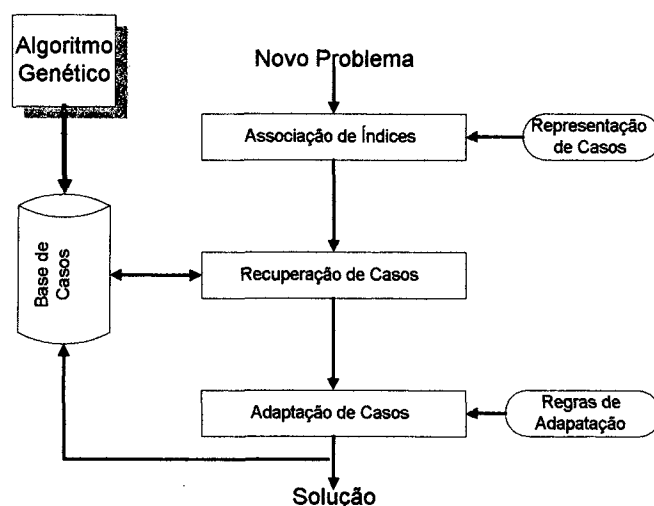 Algoritmo
Genético
Novo Problema
Associação de Índices
Representação
de Casos
Base de
Casos
Recuperação de Casos
Adaptação de Casos
Regras de
Adapatação
Solução